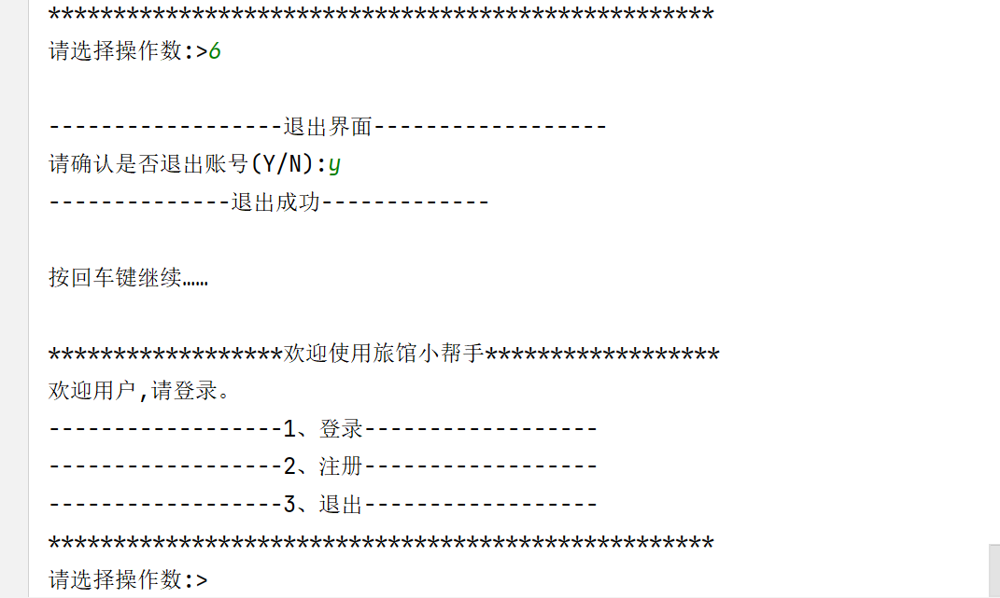 ***************************************************
请选择操作数:>6
------------------退出界面------------------
请确认是否退出账号(Y/N):y
--------------退出成功-------------
按回车键继续……
******************欢迎使用旅馆小帮手******************
欢迎用户,请登录。
------------------1、登录------------------
------------------2、注册------------------
------------------3、退出------------------
***************************************************
请选择操作数:>